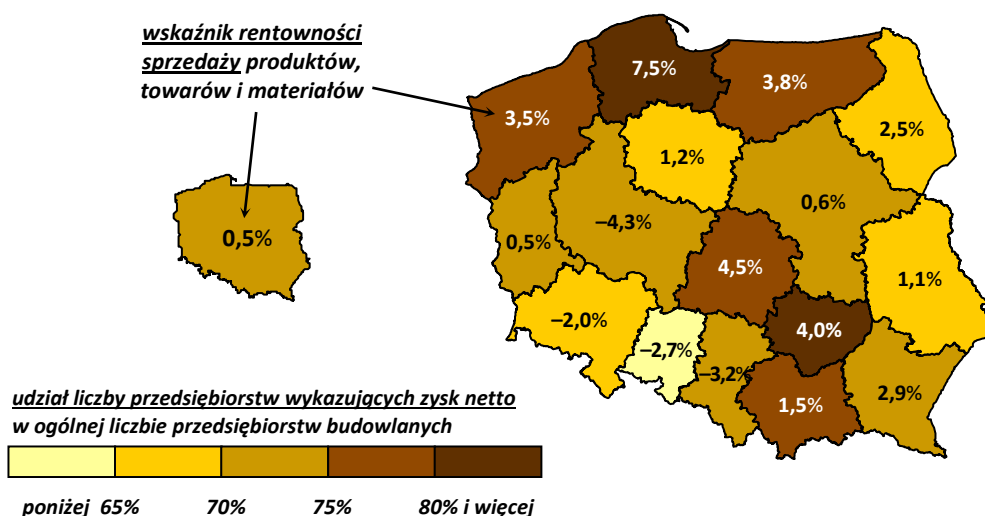 wskaźnik rentowności
sprzedaży produktów,
towarów i materiałów
7,5%
3,8%
3,5%
2,5%
1,2%
0,6%
–4,3%
0,5%
0,5%
4,5%
1,1%
–2,0%
4,0%
–2,7%
–3,2%
2,9%
1,5%
udział liczby przedsiębiorstw wykazujących zysk netto
w ogólnej liczbie przedsiębiorstw budowlanych
poniżej 65% 70% 75% 80% i więcej